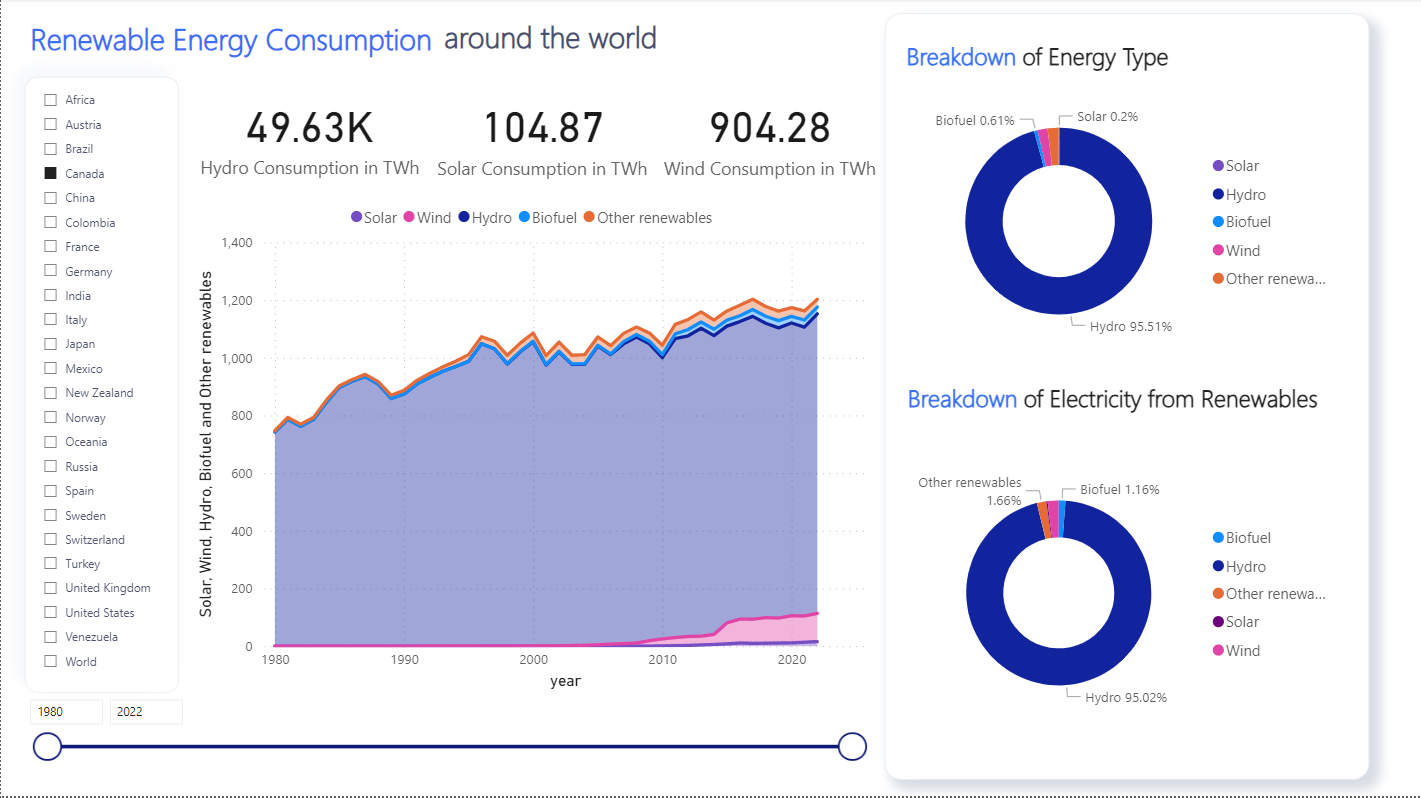 Renewable Energy Consumption around the world
Africa
Austria
Brazil
Canada
China
Colombia
France
Germany
India
Italy
Japan
Mexico
New Zealand
Norway
Oceania
Russia
Spain
Sweden
Switzerland
Turkey
United Kingdom
United States
Venezuela
World
1980
2022
49.63K
Hydro Consumption in TWh
104.87
Solar Consumption in TWh
904.28
Wind Consumption in TWh
Solar
Wind
Hydro
Biofuel
Other renewables
Solar, Wind, Hydro, Biofuel and Other renewables
1,400
1,200
1,000
800
600
400
200
0
1980
1990
2000
2010
2020
year
Breakdown of Energy Type
Biofuel 0.61%
Solar 0.2%
Hydro 95.51%
Solar
Hydro
Biofuel
Wind
Other renewa...
Breakdown of Electricity from Renewables
Other renewables
1.66%
Biofuel 1.16%
Hydro 95.02%
Biofuel
Hydro
Other renewa...
Solar
Wind